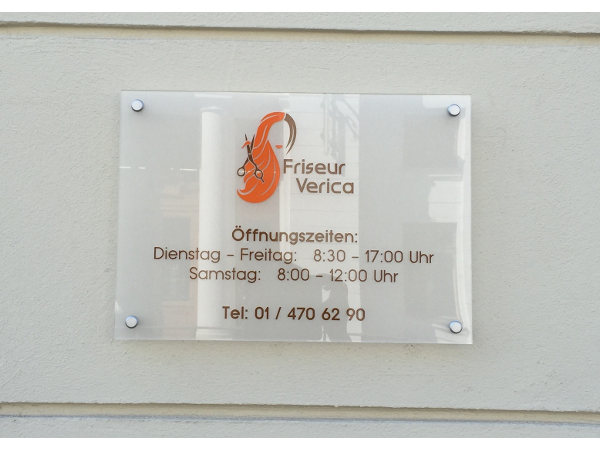 Friseur
Verica
Öffnungszeiten:
Dienstag - Freitag: 8:30 - 17:00 Uhr
Samstag: 8:00 - 12:00 Uhr
Tel: 01 / 470 62 90